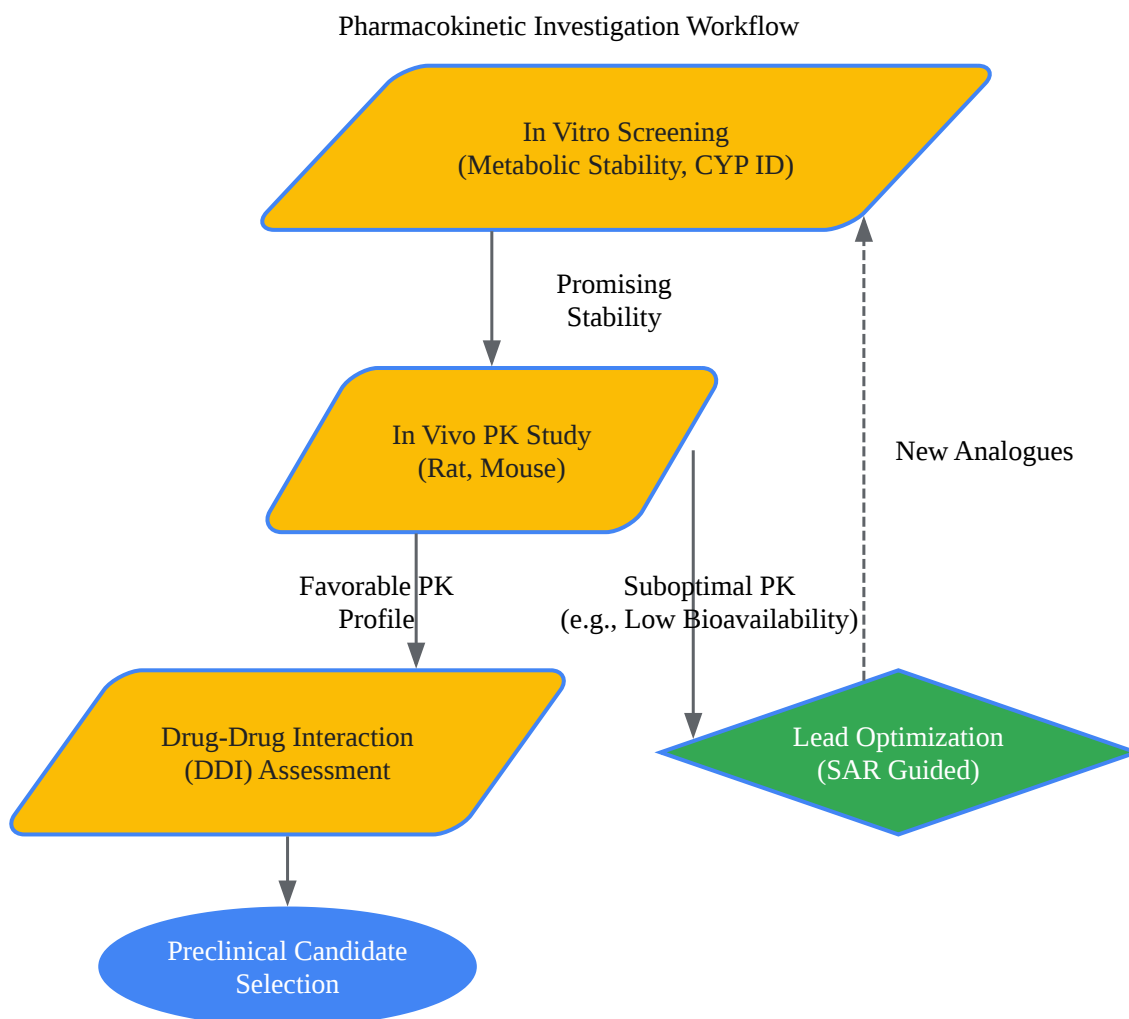 Pharmacokinetic Investigation Workflow
In Vitro Screening
(Metabolic Stability, CYP ID)
Promising
Stability
In Vivo PK Study
(Rat, Mouse)
New Analogues
Favorable PK
Profile
Suboptimal PK
(e.g., Low Bioavailability)
Drug-Drug Interaction
(DDI) Assessment
Lead Optimization
(SAR Guided)
Preclinical Candidate
Selection